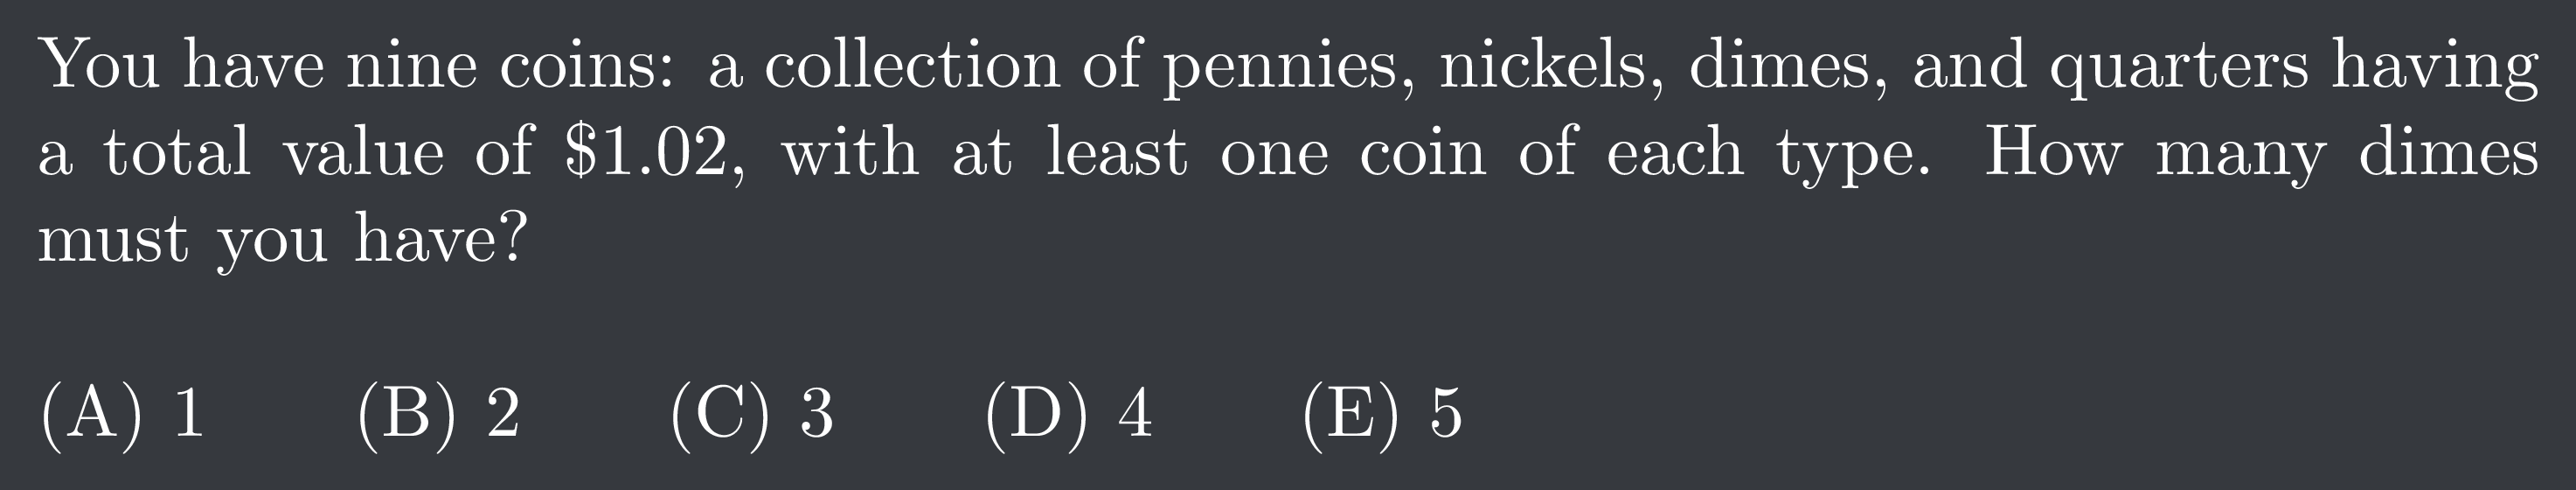 You have nine coins: a collection of pennies, nickels, dimes, and quarters having
a total value of $1.02, with at least one coin of each type. How many dimes
must you have?
(A) 1 (B) 2 (C) 3 (D) 4 (E) 5